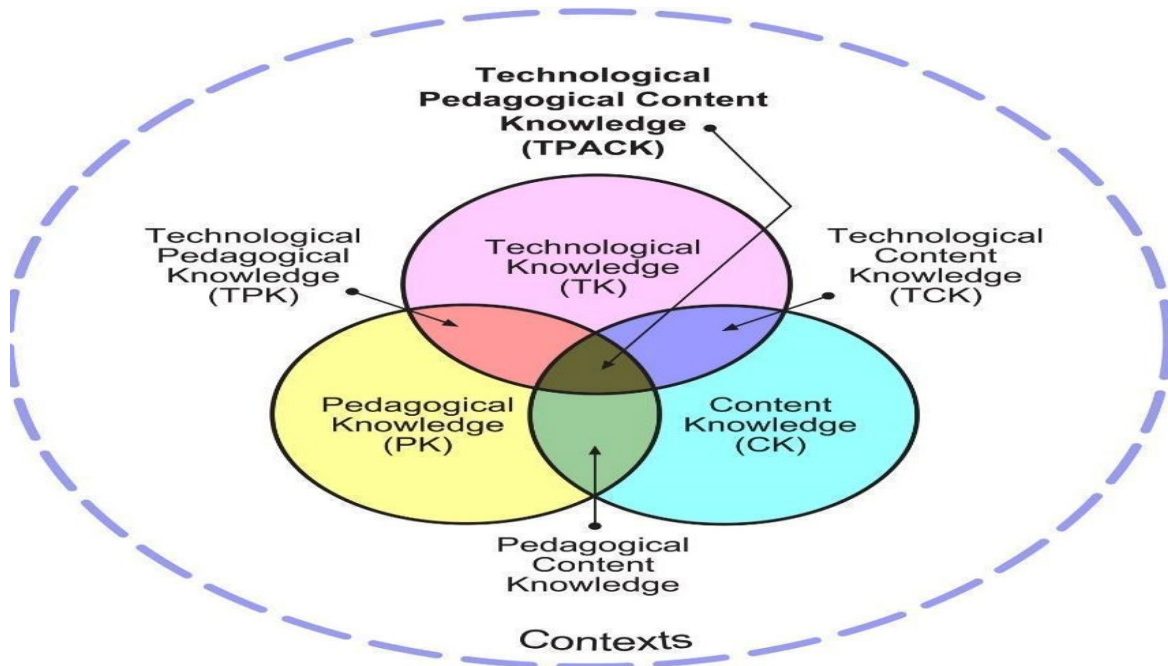 Technological
Pedagogical Content
Knowledge
(TPACK)
Technological
Pedagogical
Knowledge
(TPK)
Technological
Knowledge
(TK)
Technological
Content
Knowledge
(TCK)
Pedagogical
Knowledge
(PK)
Content
Knowledge
(CK)
Pedagogical
Content
Knowledge
Contexts